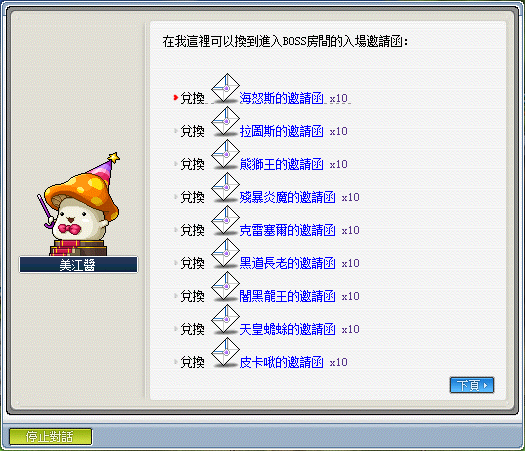 在我這裡可以換到進入BOSS房間的入場邀請函:
兌換 海怒斯的邀請函 x10
兌換 拉圖斯的邀請函 x10
兌換 熊獅王的邀請函 x10
兌換 殘暴炎魔的邀請函 x10
兌換 克雷塞爾的邀請函 x10
兌換 黑道長老的邀請函 x10
兌換 闇黑龍王的邀請函 x10
兌換 天皇蟾蜍的邀請函 x10
兌換 皮卡啾的邀請函 x10
美江醬
下頁
停止對話